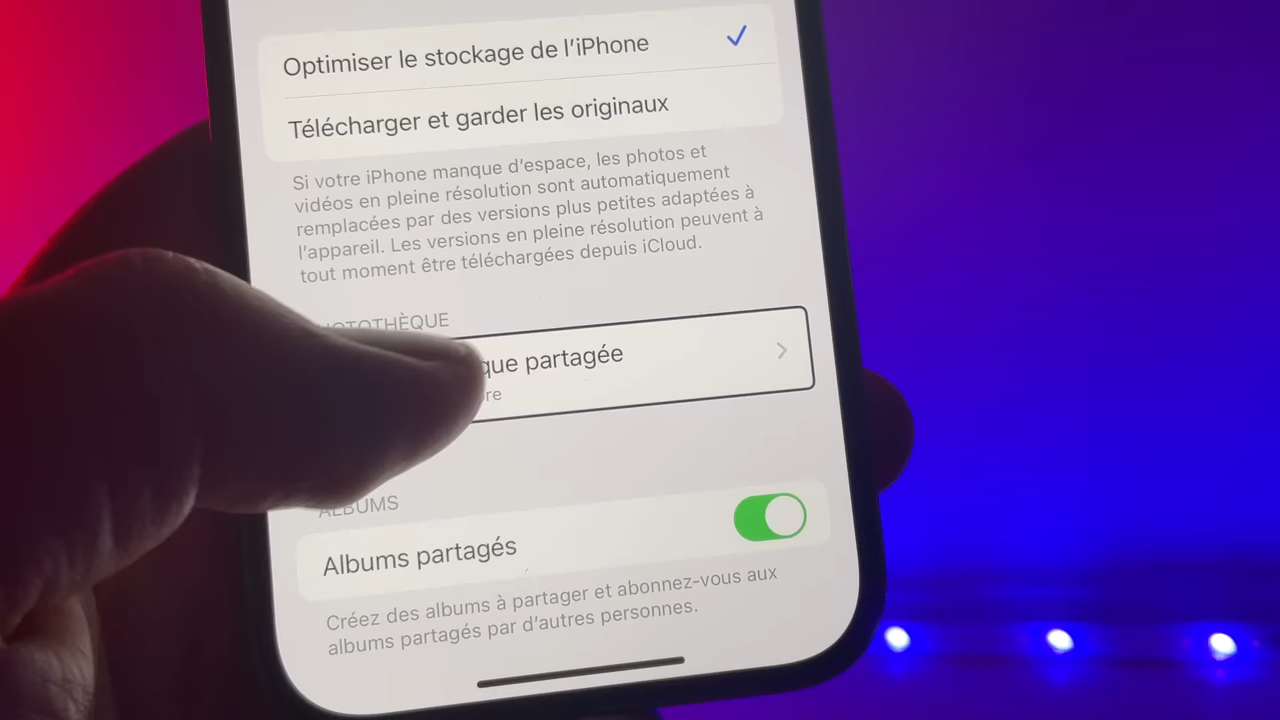 Optimiser le stockage de l'iPhone
Télécharger et garder les originaux
Si votre iPhone manque d'espace, les photos et
vidéos en pleine résolution sont automatiquement
remplacées par des versions plus petites adaptées à
l'appareil. Les versions en pleine résolution peuvent à
tout moment être téléchargées depuis iCloud.
partagée
ALBUMS
Albums partagés
Créez des albums à partager et abonnez-vous aux
albums partagés par d'autres personnes.